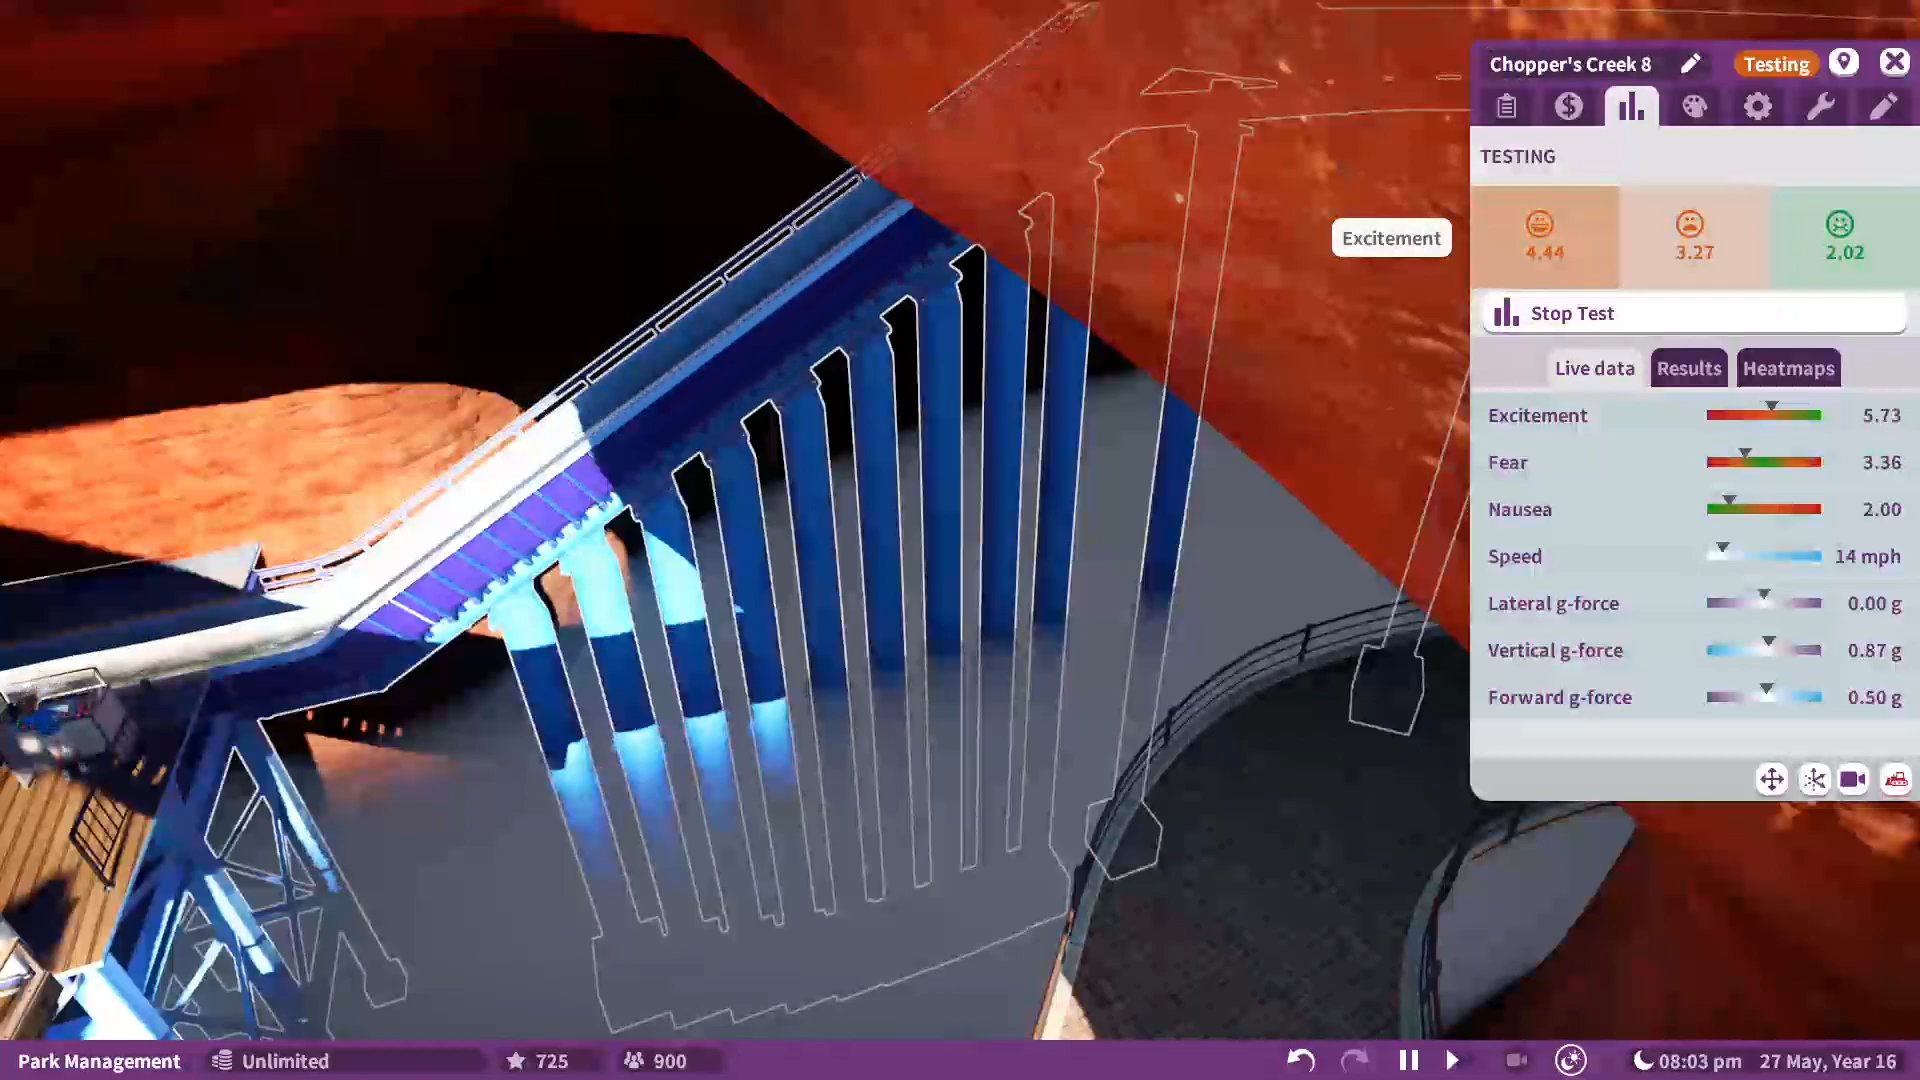 Chopper's Creek 8
Testing
TESTING
4.44
3.27
2.02
Excitement
Stop Test
Live data
Results
Heatmaps
Excitement 5.73
Fear 3.36
Nausea 2.00
Speed 14 mph
Lateral g-force 0.00 g
Vertical g-force 0.87 g
Forward g-force 0.50 g
Park Management
Unlimited
725
900
08:03 pm
27 May, Year 16